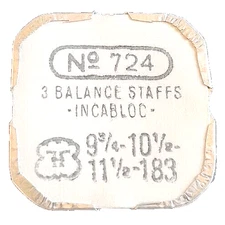 Nº 724
3 BALANCE STAFFS
-INCABLOC-
9¾-10½-
11½-183